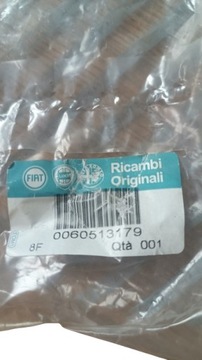 FIAT
Ricambi
Originali
0060513179
8F
Qtà 001